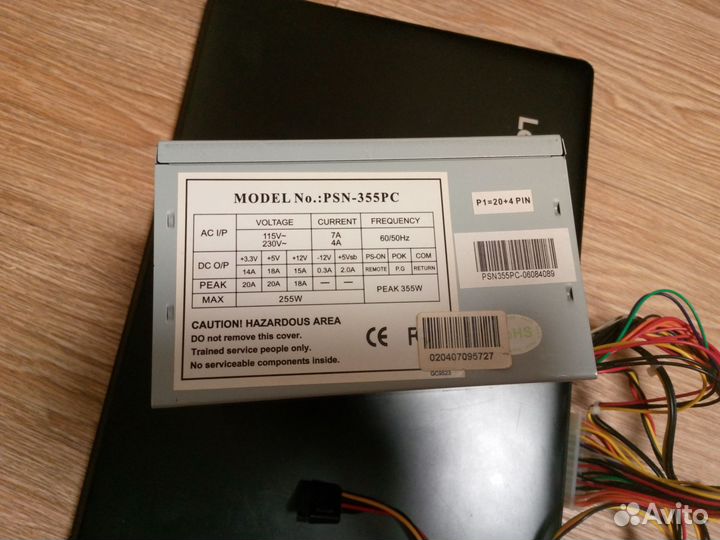 Le
MODEL No.:PSN-355PC
P1=20+4 PIN
AC I/P VOLTAGE CURRENT FREQUENCY
115V~ 7A 60/50Hz
230V~ 4A
DC O/P +3.3V +5V +12V -12V +5Vsb PS-ON POK COM
14A 18A 15A 0.3A 2.0A REMOTE P.G RETURN
PEAK 20A 20A 18A — — PEAK 355W
MAX 255W
PSN355PC-06084089
CAUTION! HAZARDOUS AREA
Do not remove this cover.
Trained service people only.
No serviceable components inside.
CE R HS
020407095727
GC9523
Avito